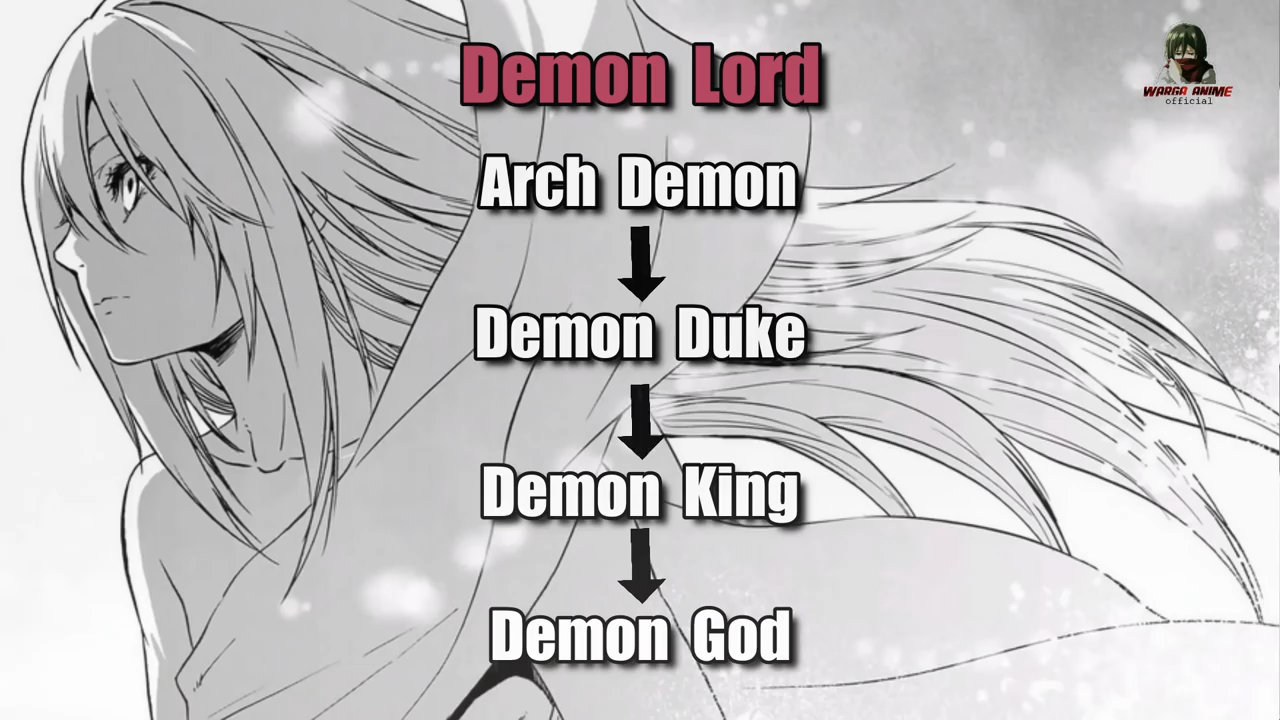 Demon Lord
WARGA ANIME
official
Arch Demon
Demon Duke
Demon King
Demon God